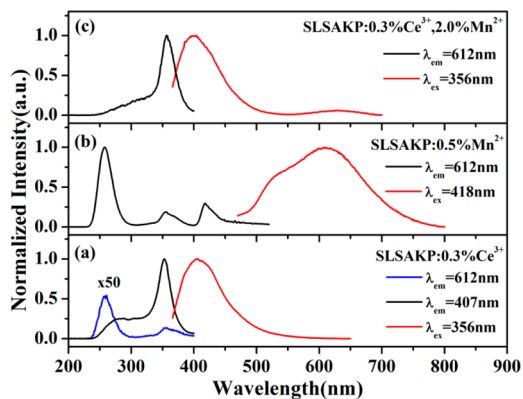 (c)
SLSAKP:0.3%Ce³⁺,2.0%Mn²⁺
λem=612nm
λex=356nm
1.0
0.5
0.0
(b)
SLSAKP:0.5%Mn²⁺
λem=612nm
λex=418nm
1.0
0.5
0.0
(a)
SLSAKP:0.3%Ce³⁺
x50
λem=612nm
λem=407nm
λex=356nm
1.0
0.5
0.0
Normalized Intensity(a.u.)
200 300 400 500 600 700 800 900
Wavelength(nm)